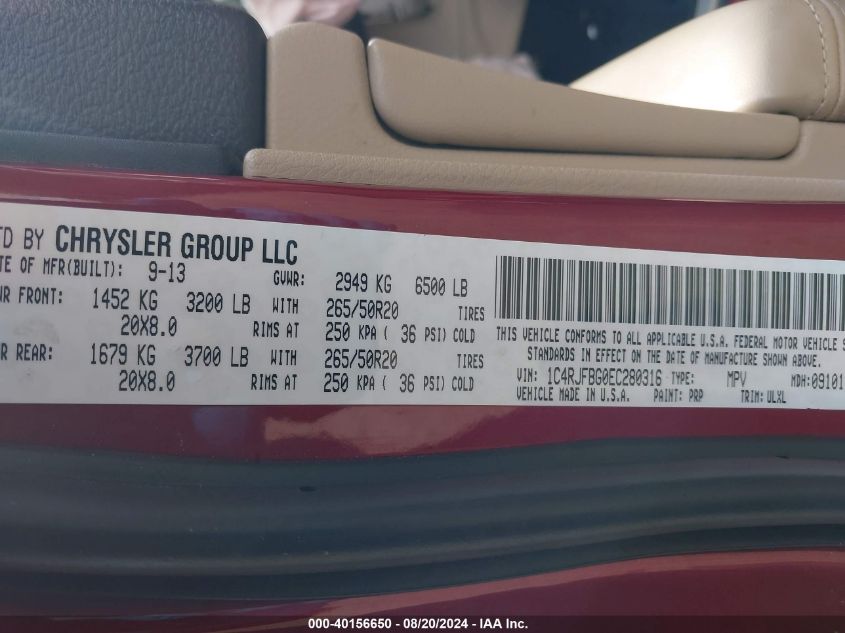 TD BY CHRYSLER GROUP LLC
TE OF MFR(BUILT): 9-13 GVWR: 2949 KG 6500 LB
WR FRONT: 1452 KG 3200 LB WITH 265/50R20 TIRES
20X8.0 RIMS AT 250 KPA ( 36 PSI) COLD
R REAR: 1679 KG 3700 LB WITH 265/50R20 TIRES
20X8.0 RIMS AT 250 KPA ( 36 PSI) COLD
THIS VEHICLE CONFORMS TO ALL APPLICABLE U.S.A. FEDERAL MOTOR VEHICLE S
STANDARDS IN EFFECT ON THE DATE OF MANUFACTURE SHOWN ABOVE.
VIN: 1C4RJFBG0EC280316 TYPE: MPV MDH:09101
VEHICLE MADE IN U.S.A. PAINT: PRP TRIM: ULXL
000-40156650 - 08/20/2024 - IAA Inc.